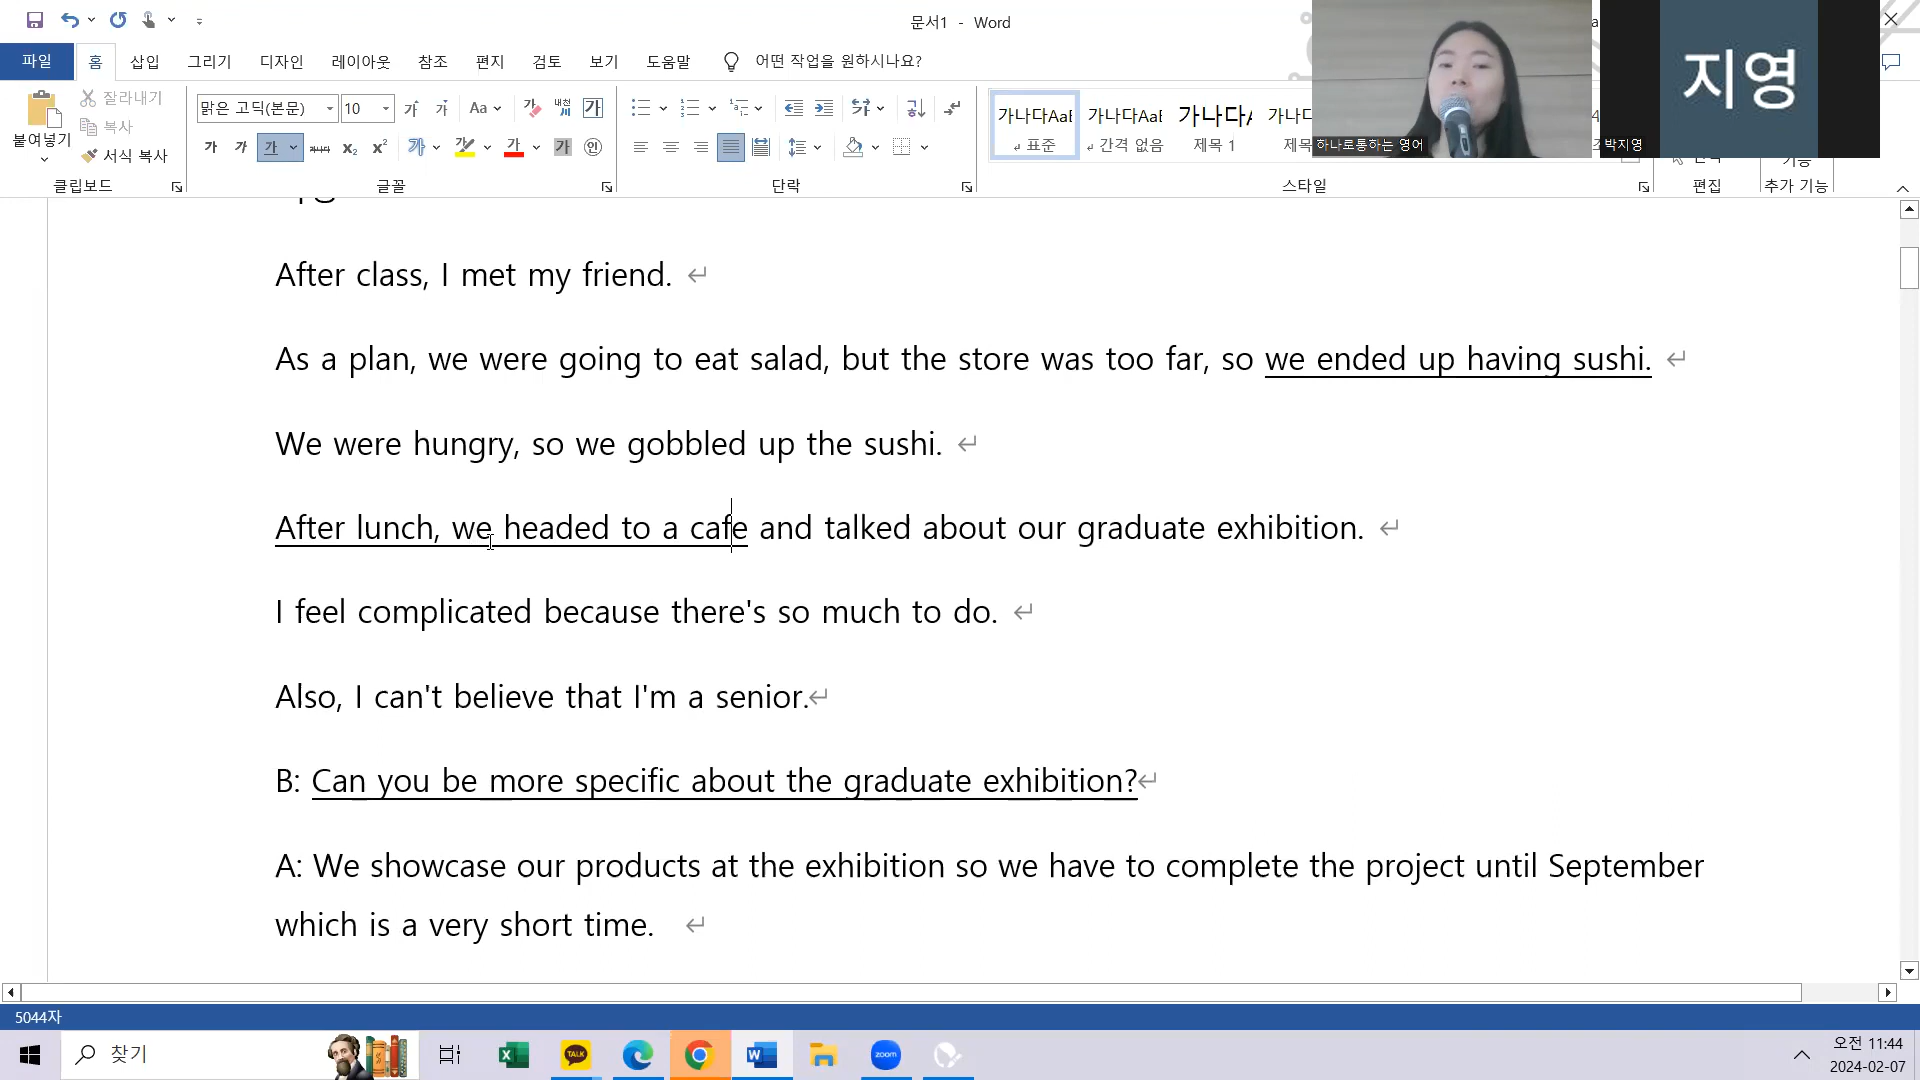 문서1 - Word
파일 홈 삽입 그리기 디자인 레이아웃 참조 편지 검토 보기 도움말 어떤 작업을 원하시나요?
붙여넣기
잘라내기
복사
서식 복사
맑은 고딕(본문) 10
가나다AaB 가나다AaB 가나다A 가나다
표준 간격 없음 제목 1 제목
클립보드 글꼴 단락 스타일 편집 추가 기능
지영
하나로통하는 영어
박지영
After class, I met my friend.
As a plan, we were going to eat salad, but the store was too far, so we ended up having sushi.
We were hungry, so we gobbled up the sushi.
After lunch, we headed to a cafe and talked about our graduate exhibition.
I feel complicated because there's so much to do.
Also, I can't believe that I'm a senior.
B: Can you be more specific about the graduate exhibition?
A: We showcase our products at the exhibition so we have to complete the project until September
which is a very short time.
5044자
찾기
TALK
zoom
오전 11:44
2024-02-07